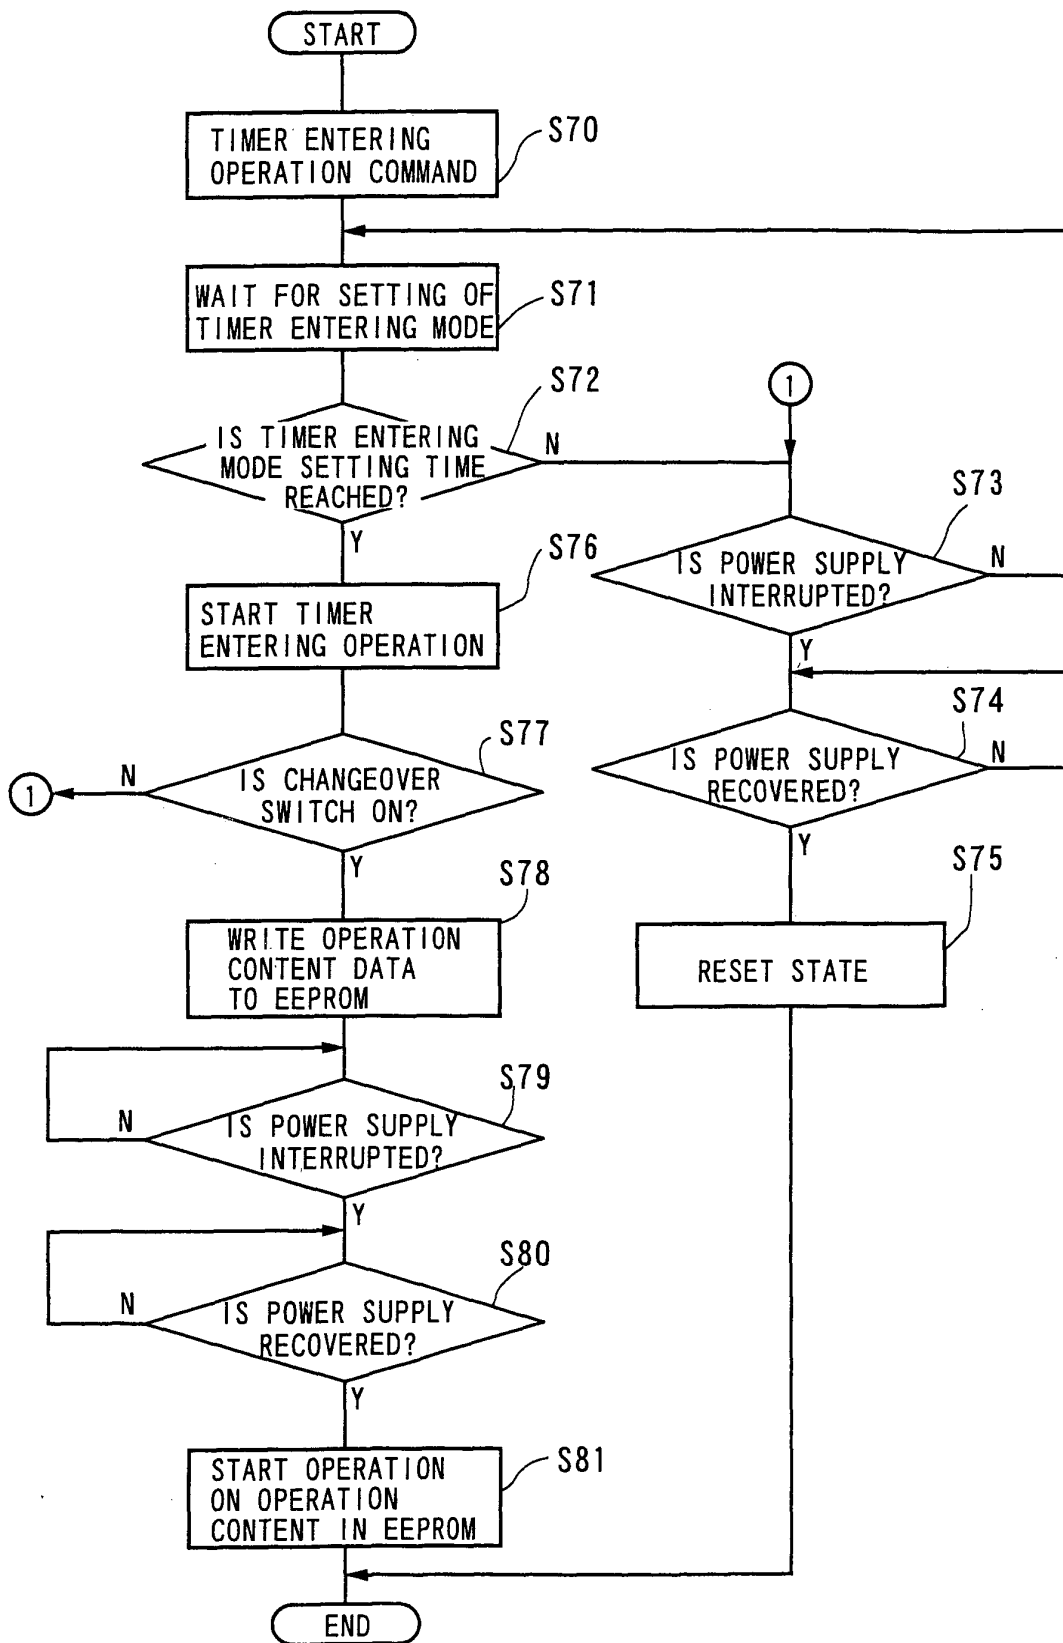 START
TIMER ENTERING
OPERATION COMMAND
S70
WAIT FOR SETTING OF
TIMER ENTERING MODE
S71
S72
IS TIMER ENTERING
MODE SETTING TIME
REACHED?
N
Y
1
S73
IS POWER SUPPLY
INTERRUPTED?
N
Y
S74
IS POWER SUPPLY
RECOVERED?
N
Y
S75
RESET STATE
S76
START TIMER
ENTERING OPERATION
S77
IS CHANGEOVER
SWITCH ON?
N
1
Y
S78
WRITE OPERATION
CONTENT DATA
TO EEPROM
S79
IS POWER SUPPLY
INTERRUPTED?
N
Y
S80
IS POWER SUPPLY
RECOVERED?
N
Y
S81
START OPERATION
ON OPERATION
CONTENT IN EEPROM
END